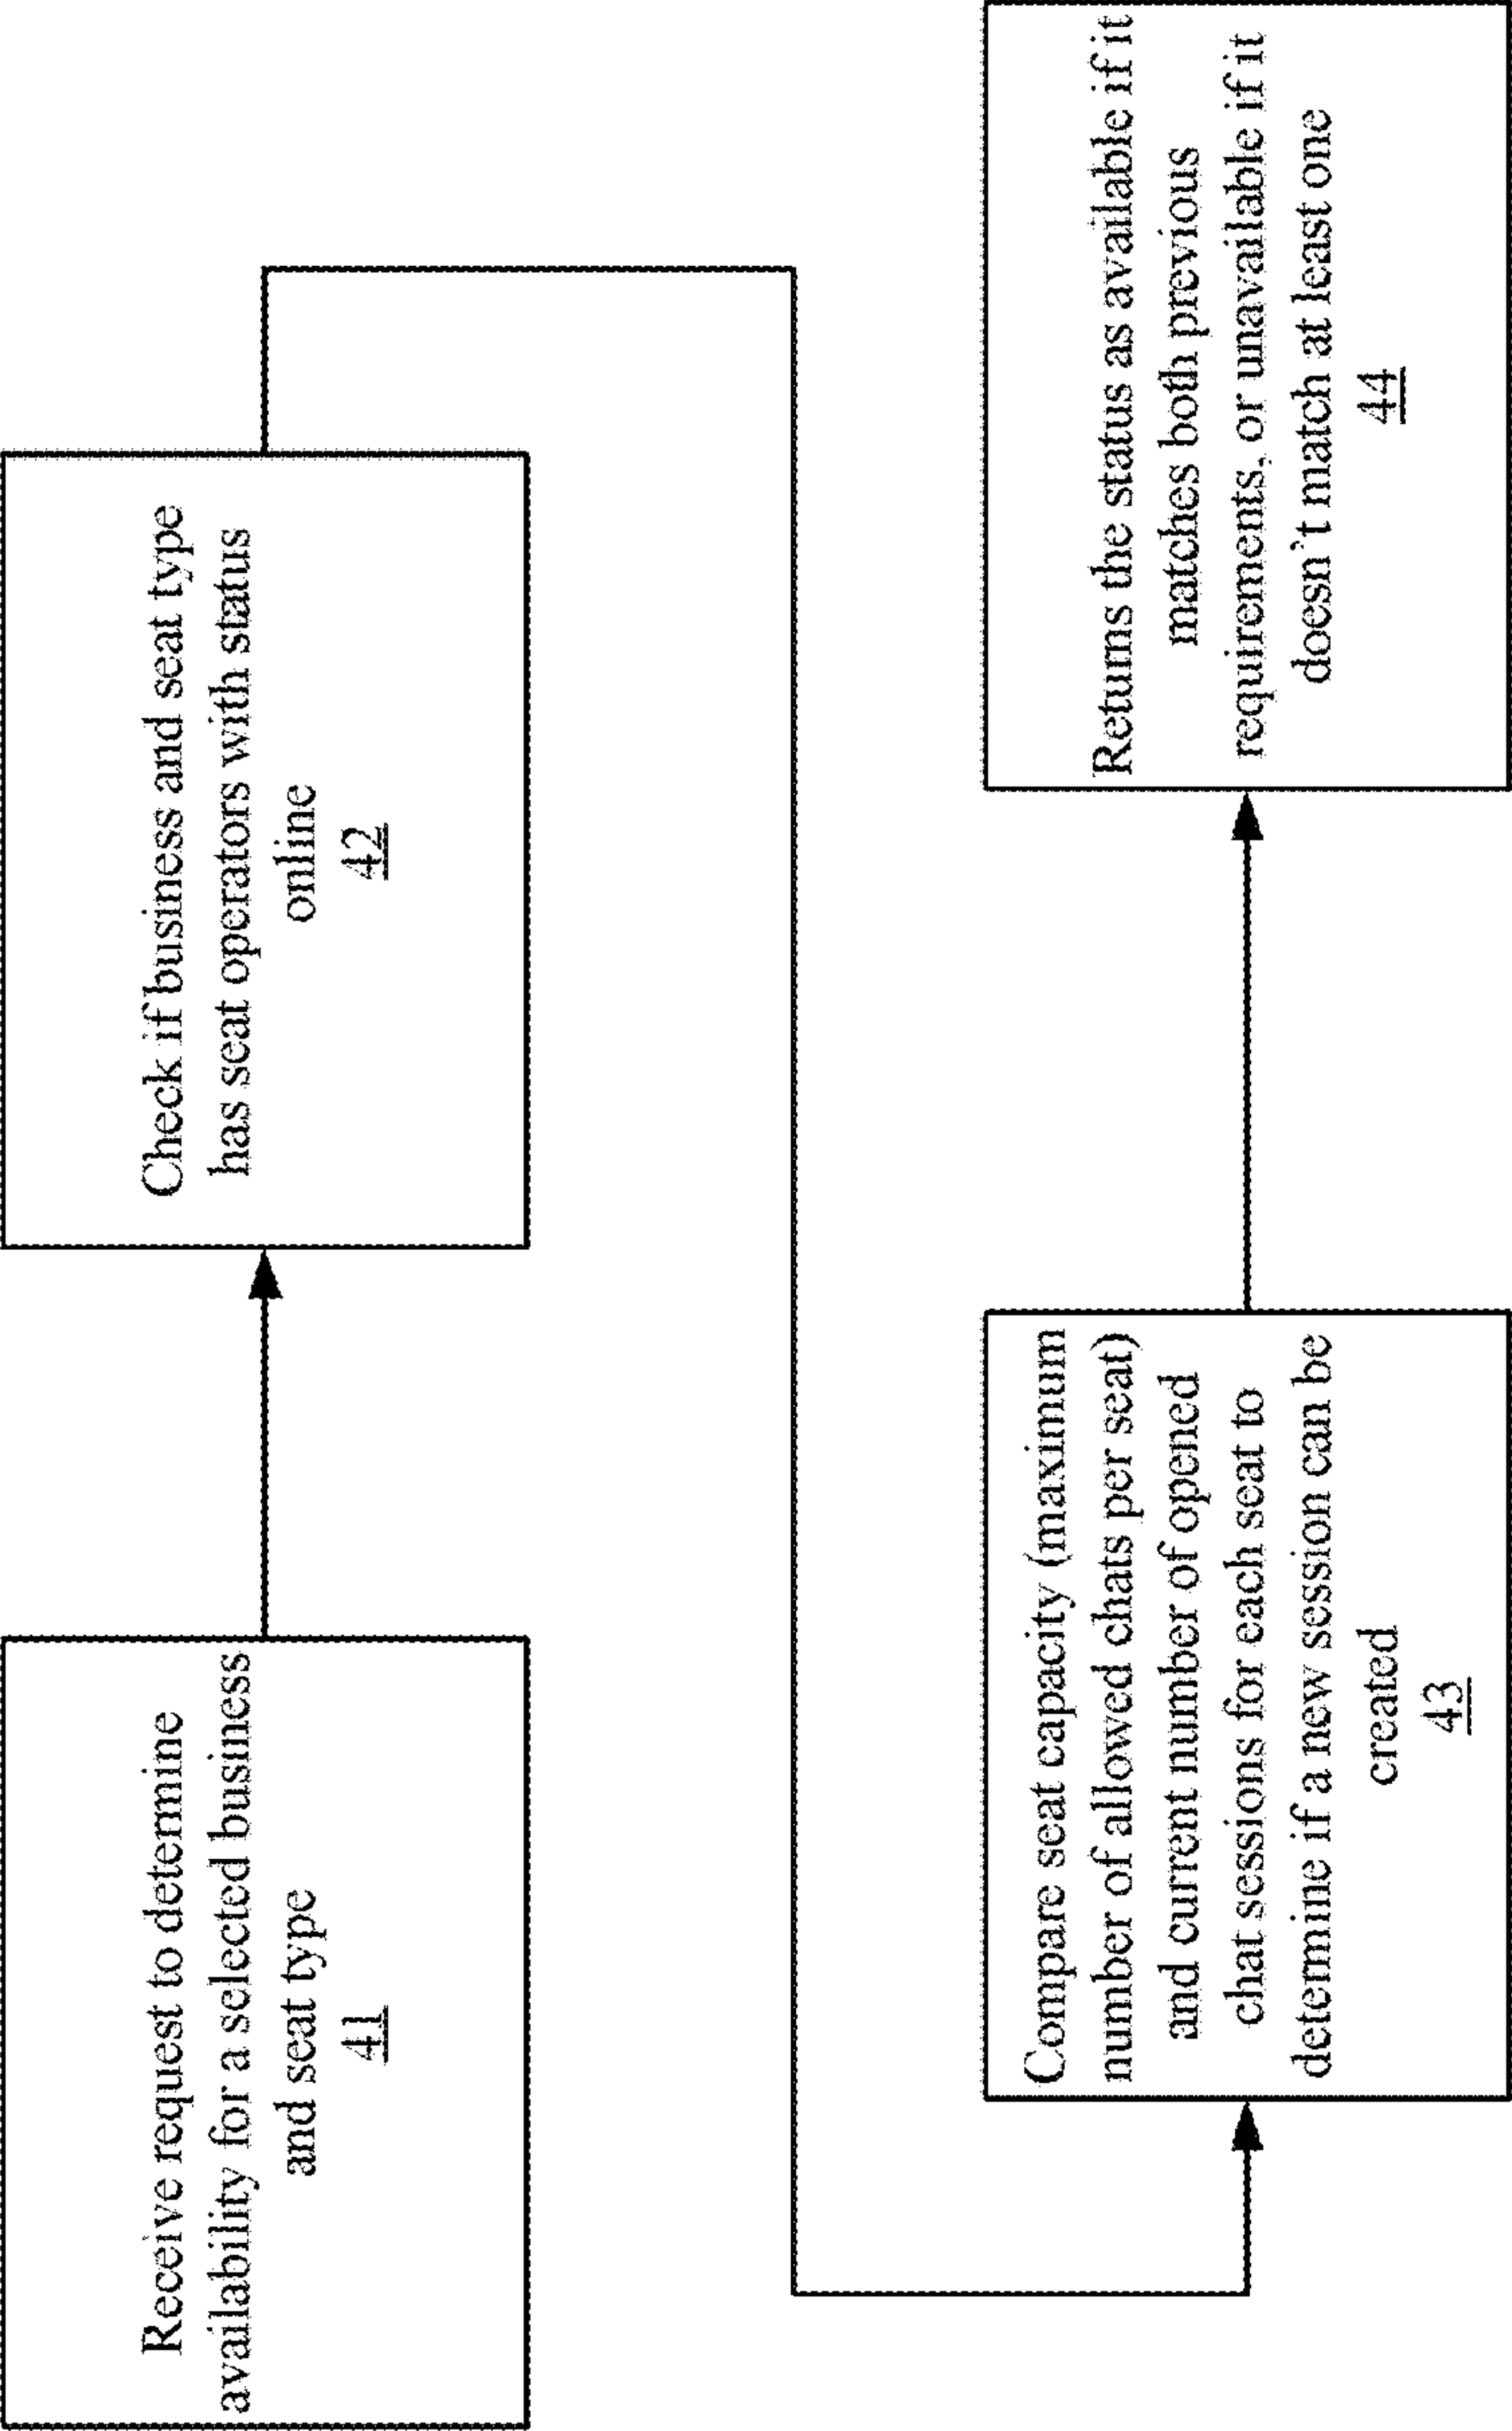 Receive request to determine
availability for a selected business
and seat type
41
Check if business and seat type
has seat operators with status
online
42
Compare seat capacity (maximum
number of allowed chats per seat)
and current number of opened
chat sessions for each seat to
determine if a new session can be
created
43
Returns the status as available if it
matches both previous
requirements, or unavailable if it
doesn't match at least one
44